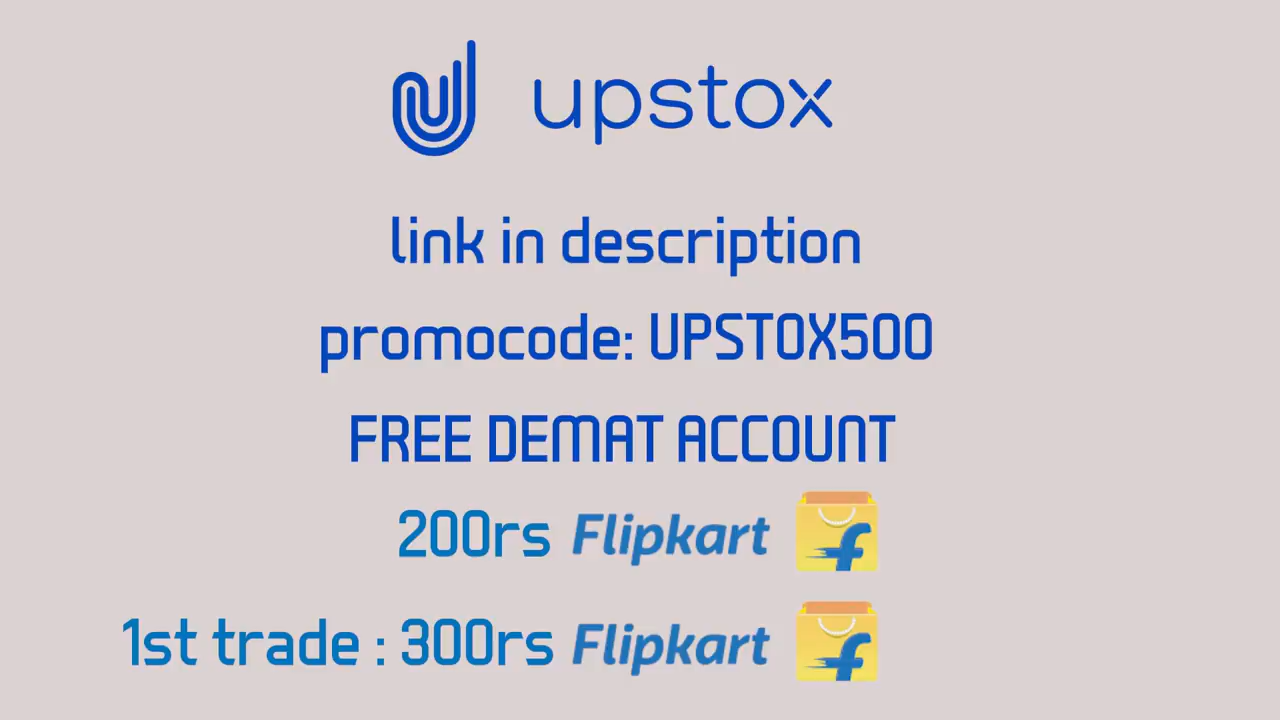 upstox
link in description
promocode: UPSTOX500
FREE DEMAT ACCOUNT
200rs Flipkart f
1st trade : 300rs Flipkart f